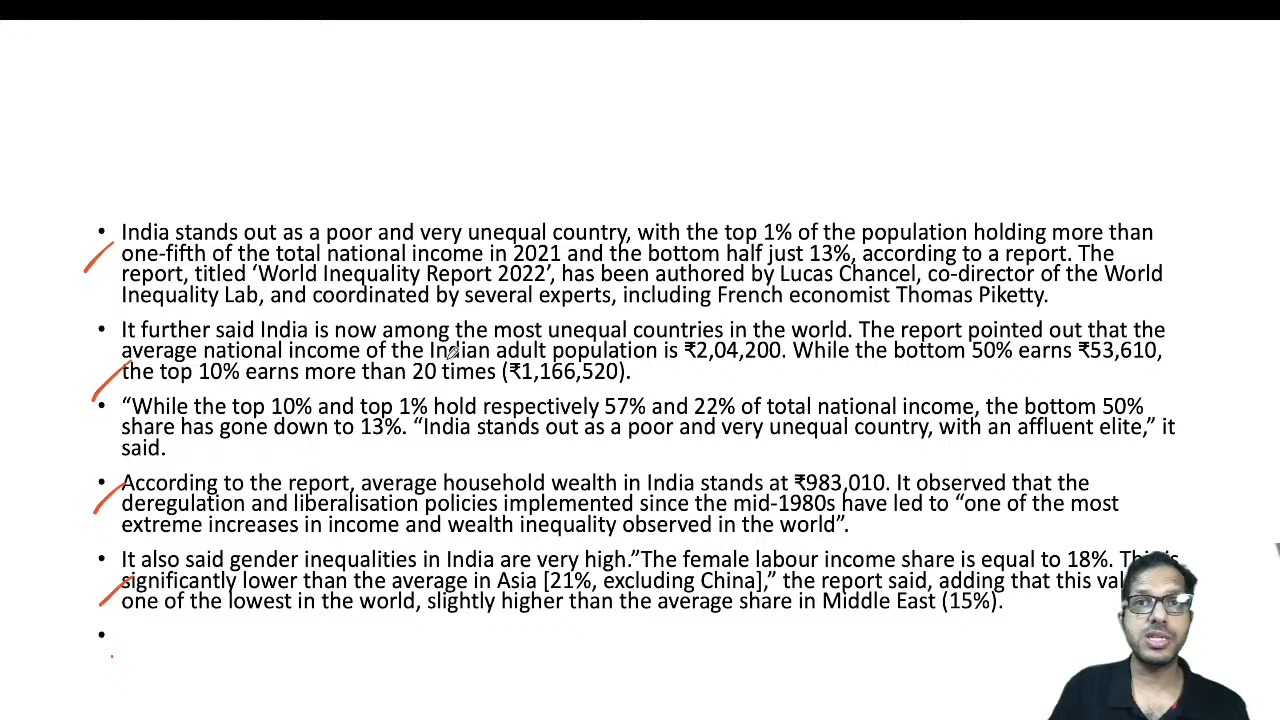 • India stands out as a poor and very unequal country, with the top 1% of the population holding more than
one-fifth of the total national income in 2021 and the bottom half just 13%, according to a report. The
report, titled ‘World Inequality Report 2022’, has been authored by Lucas Chancel, co-director of the World
Inequality Lab, and coordinated by several experts, including French economist Thomas Piketty.
• It further said India is now among the most unequal countries in the world. The report pointed out that the
average national income of the Indian adult population is ₹2,04,200. While the bottom 50% earns ₹53,610,
the top 10% earns more than 20 times (₹1,166,520).
• “While the top 10% and top 1% hold respectively 57% and 22% of total national income, the bottom 50%
share has gone down to 13%. “India stands out as a poor and very unequal country, with an affluent elite,” it
said.
• According to the report, average household wealth in India stands at ₹983,010. It observed that the
deregulation and liberalisation policies implemented since the mid-1980s have led to “one of the most
extreme increases in income and wealth inequality observed in the world”.
• It also said gender inequalities in India are very high.”The female labour income share is equal to 18%.
significantly lower than the average in Asia [21%, excluding China],” the report said, adding that this
one of the lowest in the world, slightly higher than the average share in Middle East (15%).
•